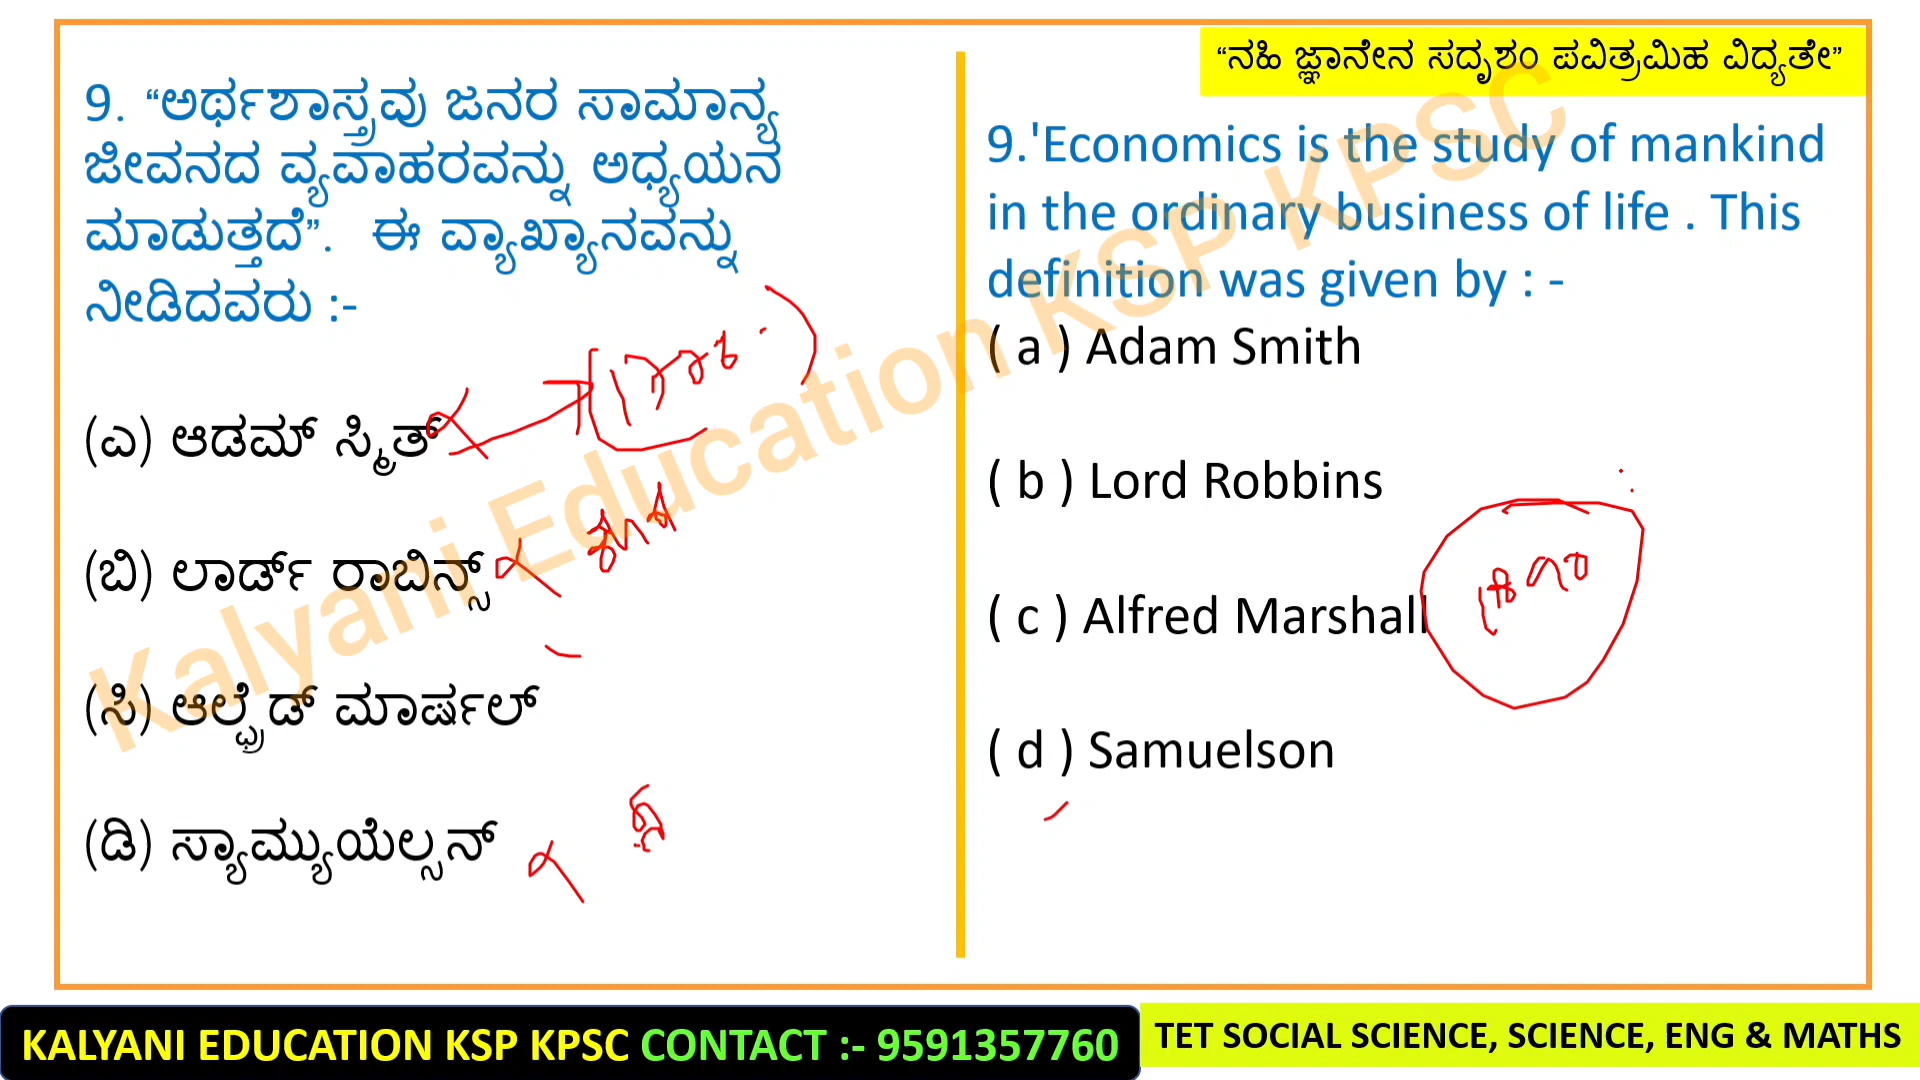 “ನಹಿ ಜ್ಞಾನೇನ ಸದೃಶಂ ಪವಿತ್ರಮಿಹ ವಿದ್ಯತೇ”
9. “ಅರ್ಥಶಾಸ್ತ್ರವು ಜನರ ಸಾಮಾನ್ಯ
ಜೀವನದ ವ್ಯವಾಹರವನ್ನು ಅಧ್ಯಯನ
ಮಾಡುತ್ತದೆ”. ಈ ವ್ಯಾಖ್ಯಾನವನ್ನು
ನೀಡಿದವರು :-
(ಎ) ಆಡಮ್ ಸ್ಮಿತ್
(ಬಿ) ಲಾರ್ಡ್ ರಾಬಿನ್ಸ್
(ಸಿ) ಆಲ್ಫ್ರೆಡ್ ಮಾರ್ಷಲ್
(ಡಿ) ಸ್ಯಾಮ್ಯುಯೆಲ್ಸನ್
9.'Economics is the study of mankind
in the ordinary business of life . This
definition was given by : -
( a ) Adam Smith
( b ) Lord Robbins
( c ) Alfred Marshall
( d ) Samuelson
Kalyani Education KSP KPSC
KALYANI EDUCATION KSP KPSC CONTACT :- 9591357760
TET SOCIAL SCIENCE, SCIENCE, ENG & MATHS